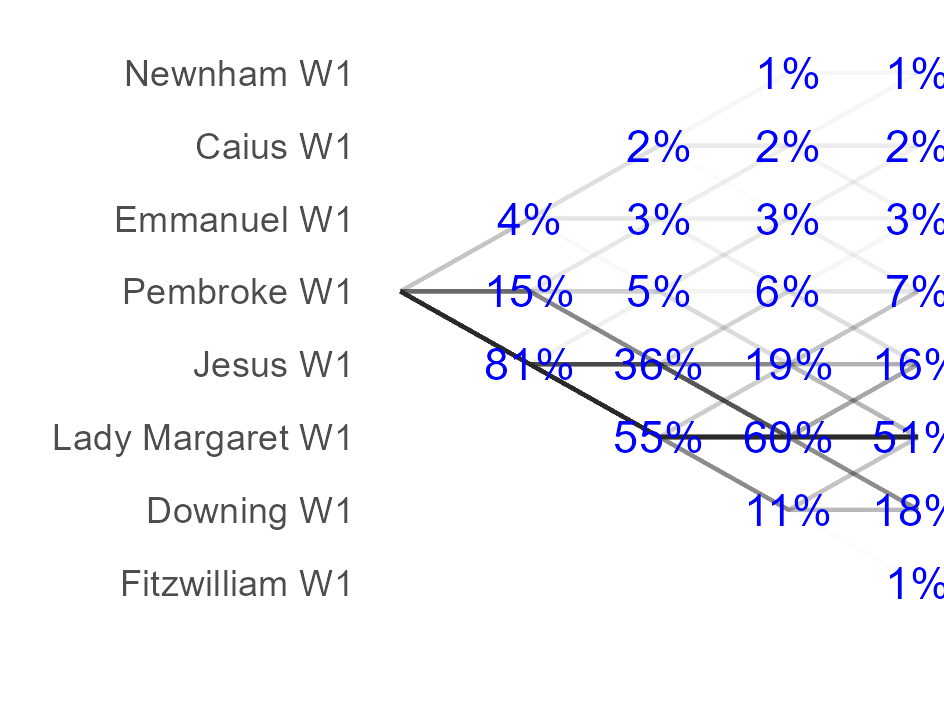 Newnham W1 1% 1%
Caius W1 2% 2% 2%
Emmanuel W1 4% 3% 3% 3%
Pembroke W1 15% 5% 6% 7%
Jesus W1 81% 36% 19% 16%
Lady Margaret W1 55% 60% 51%
Downing W1 11% 18%
Fitzwilliam W1 1%